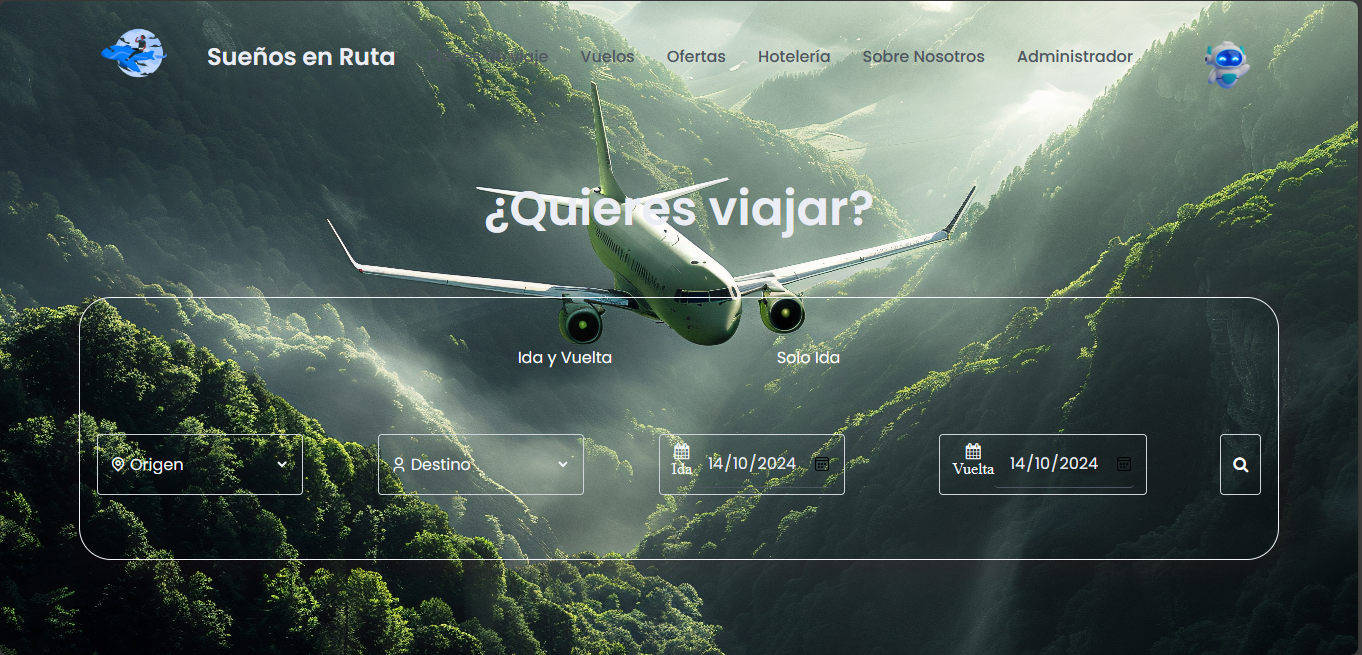 Sueños en Ruta
Vuelos
Ofertas
Hotelería
Sobre Nosotros
Administrador
¿Quieres viajar?
Ida y Vuelta
Solo Ida
Origen
Destino
Ida 14/10/2024
Vuelta 14/10/2024